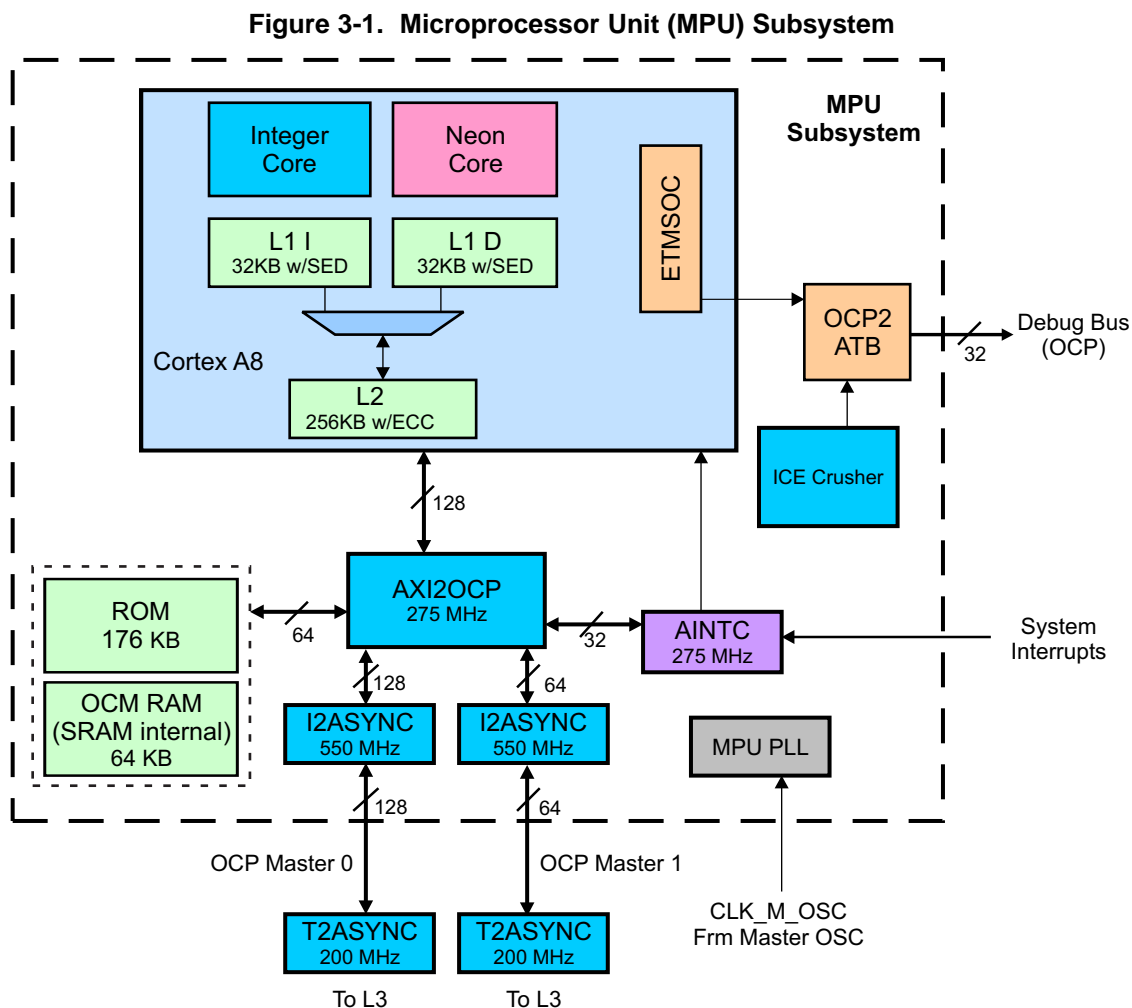 Figure 3-1. Microprocessor Unit (MPU) Subsystem
MPU
Subsystem
Integer
Core
Neon
Core
ETMSOC
L1 I
32KB w/SED
L1 D
32KB w/SED
Cortex A8
L2
256KB w/ECC
OCP2
ATB
32
Debug Bus
(OCP)
ICE Crusher
128
AXI2OCP
275 MHz
ROM
176 KB
64
32
AINTC
275 MHz
System
Interrupts
OCM RAM
(SRAM internal)
64 KB
128
64
I2ASYNC
550 MHz
I2ASYNC
550 MHz
MPU PLL
128
64
OCP Master 0
OCP Master 1
CLK_M_OSC
Frm Master OSC
T2ASYNC
200 MHz
T2ASYNC
200 MHz
To L3
To L3